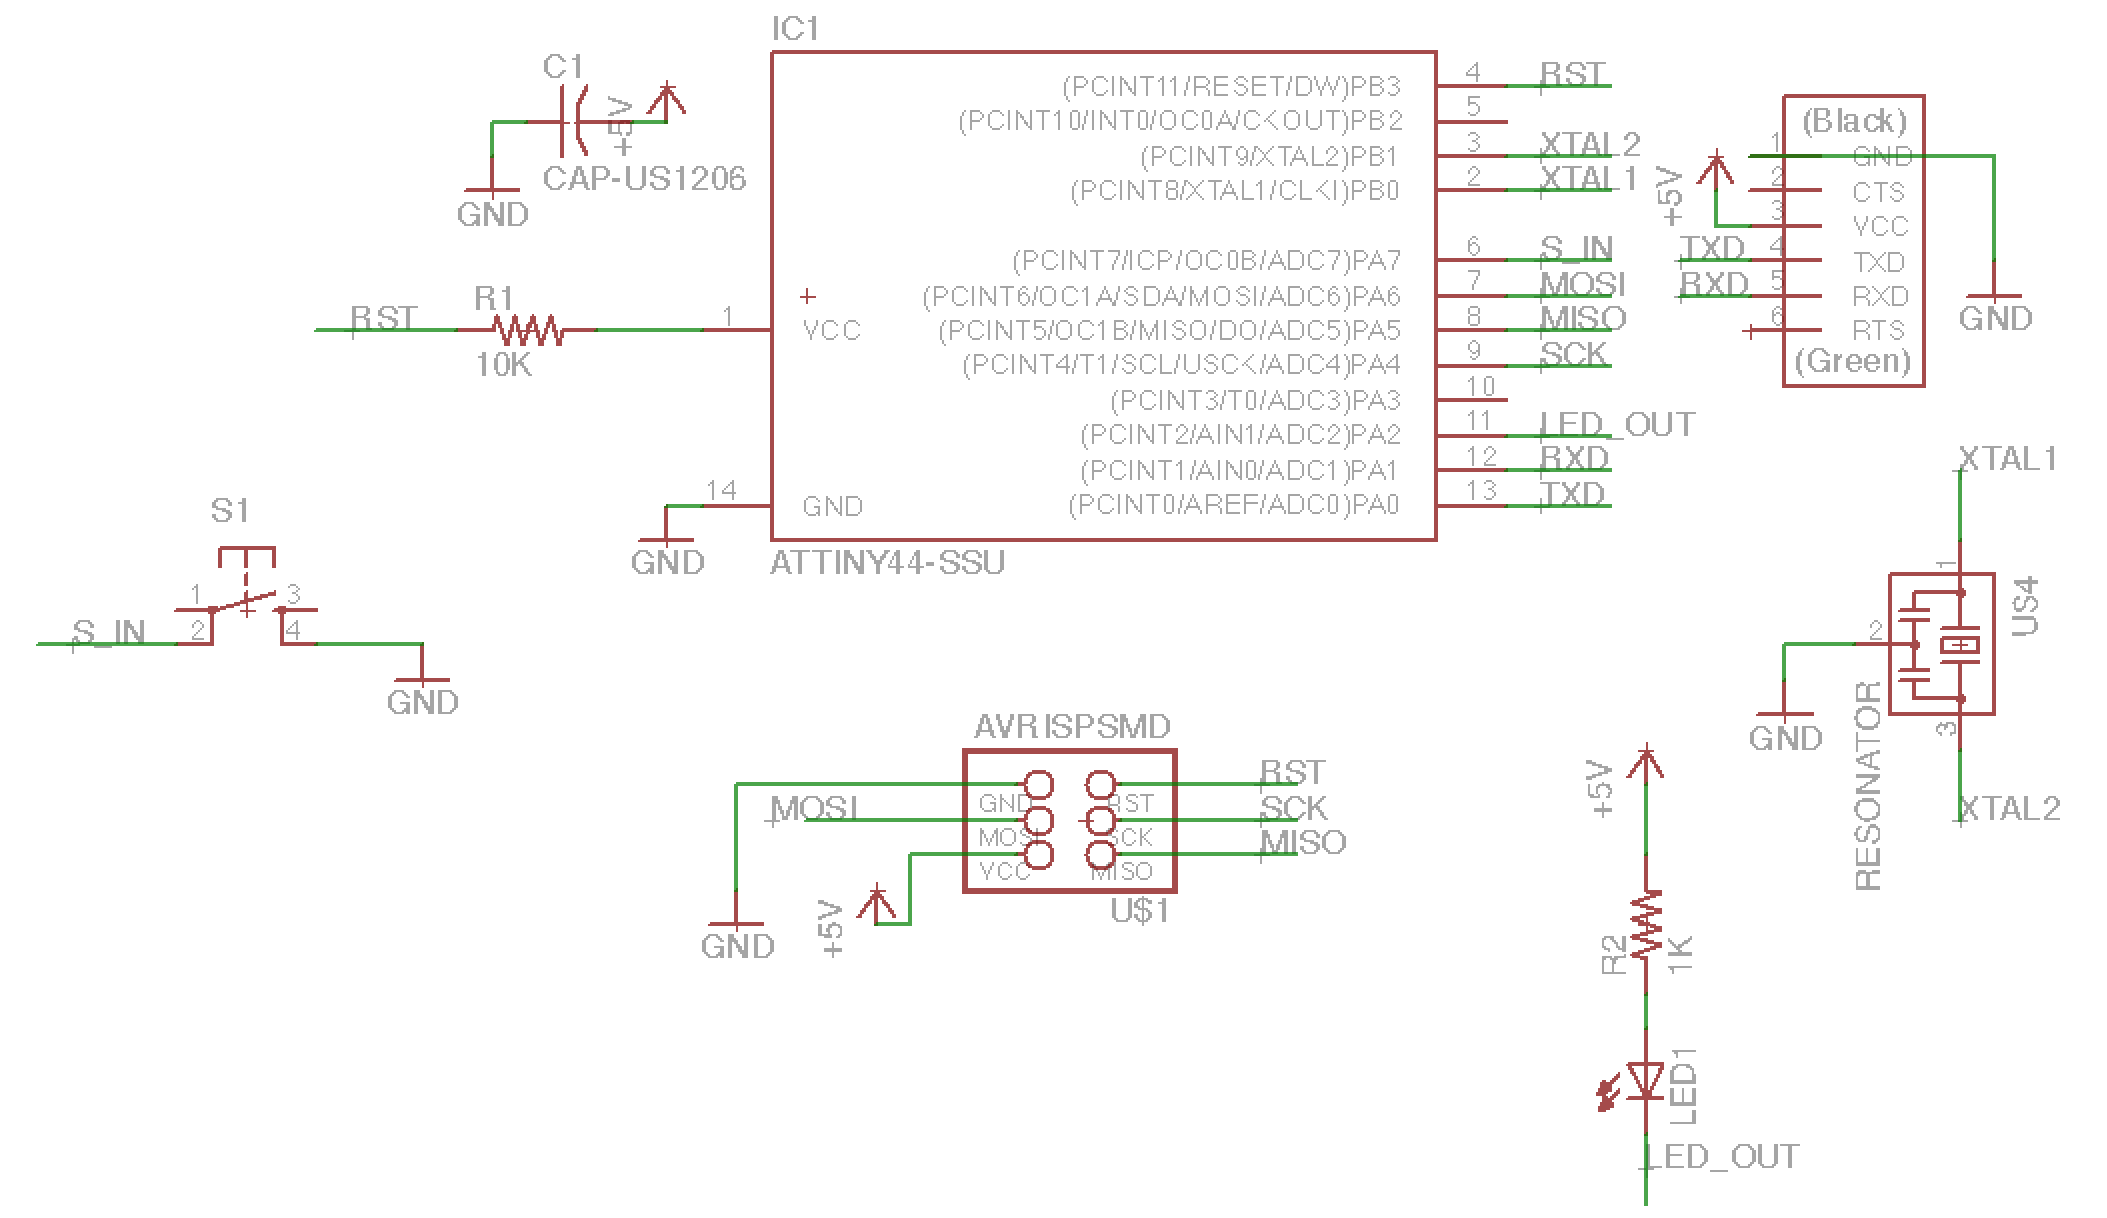 IC1
C1
+5V
CAP-US1206
GND
RST
R1
10K
1
VCC
14
GND
GND
ATTINY44-SSU
(PCINT11/RESET/DW)PB3
4
RST
(PCINT10/INT0/OC0A/C<OUT)PB2
5
(PCINT9/XTAL2)PB1
3
XTAL2
(PCINT8/XTAL1/CL<I)PB0
2
XTAL1
(PCINT7/ICP/OC0B/ADC7)PA7
6
S_IN
(PCINT6/OC1A/SDA/MOSI/ADC6)PA6
7
MOSI
(PCINT5/OC1B/MISO/DO/ADC5)PA5
8
MISO
(PCINT4/T1/SCL/USC</ADC4)PA4
9
SCK
(PCINT3/T0/ADC3)PA3
10
(PCINT2/AIN1/ADC2)PA2
11
LED_OUT
(PCINT1/AIN0/ADC1)PA1
12
RXD
(PCINT0/AREF/ADC0)PA0
13
TXD
(Black)
1
GND
2
CTS
+5V
3
VCC
TXD
4
TXD
RXD
5
RXD
6
RTS
(Green)
GND
S1
1
3
S_IN
2
4
GND
XTAL1
1
US4
2
GND
RESONATOR
3
XTAL2
AVRISPSMD
GND
RST
RST
MOSI
MOSI
SCK
SCK
VCC
MISO
MISO
+5V
GND
U$1
+5V
R2
1K
LED1
LED_OUT